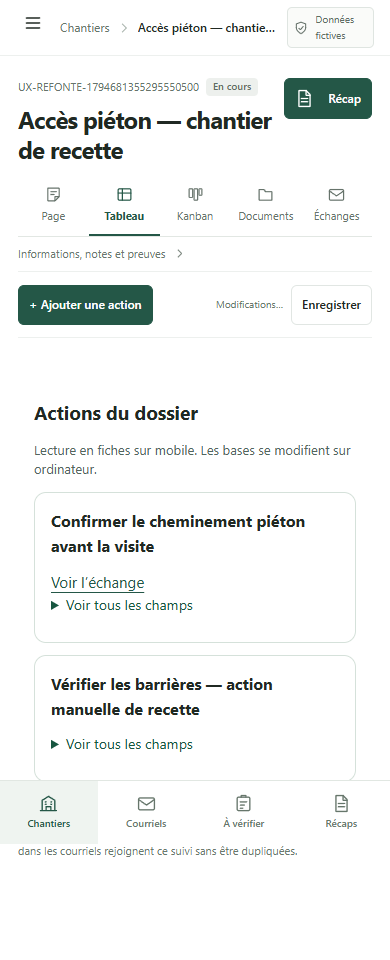 Chantiers > Accès piéton — chantie...
Données
fictives
UX-REFONTE-1794681355295550500 En cours
Récap
Accès piéton — chantier
de recette
Page Tableau Kanban Documents Échanges
Informations, notes et preuves >
+ Ajouter une action Modifications... Enregistrer
Actions du dossier
Lecture en fiches sur mobile. Les bases se modifient sur
ordinateur.
Confirmer le cheminement piéton
avant la visite
Voir l'échange
Voir tous les champs
Vérifier les barrières — action
manuelle de recette
Voir tous les champs
Chantiers Courriels À vérifier Récaps
dans les courriels rejoignent ce suivi sans être dupliquées.